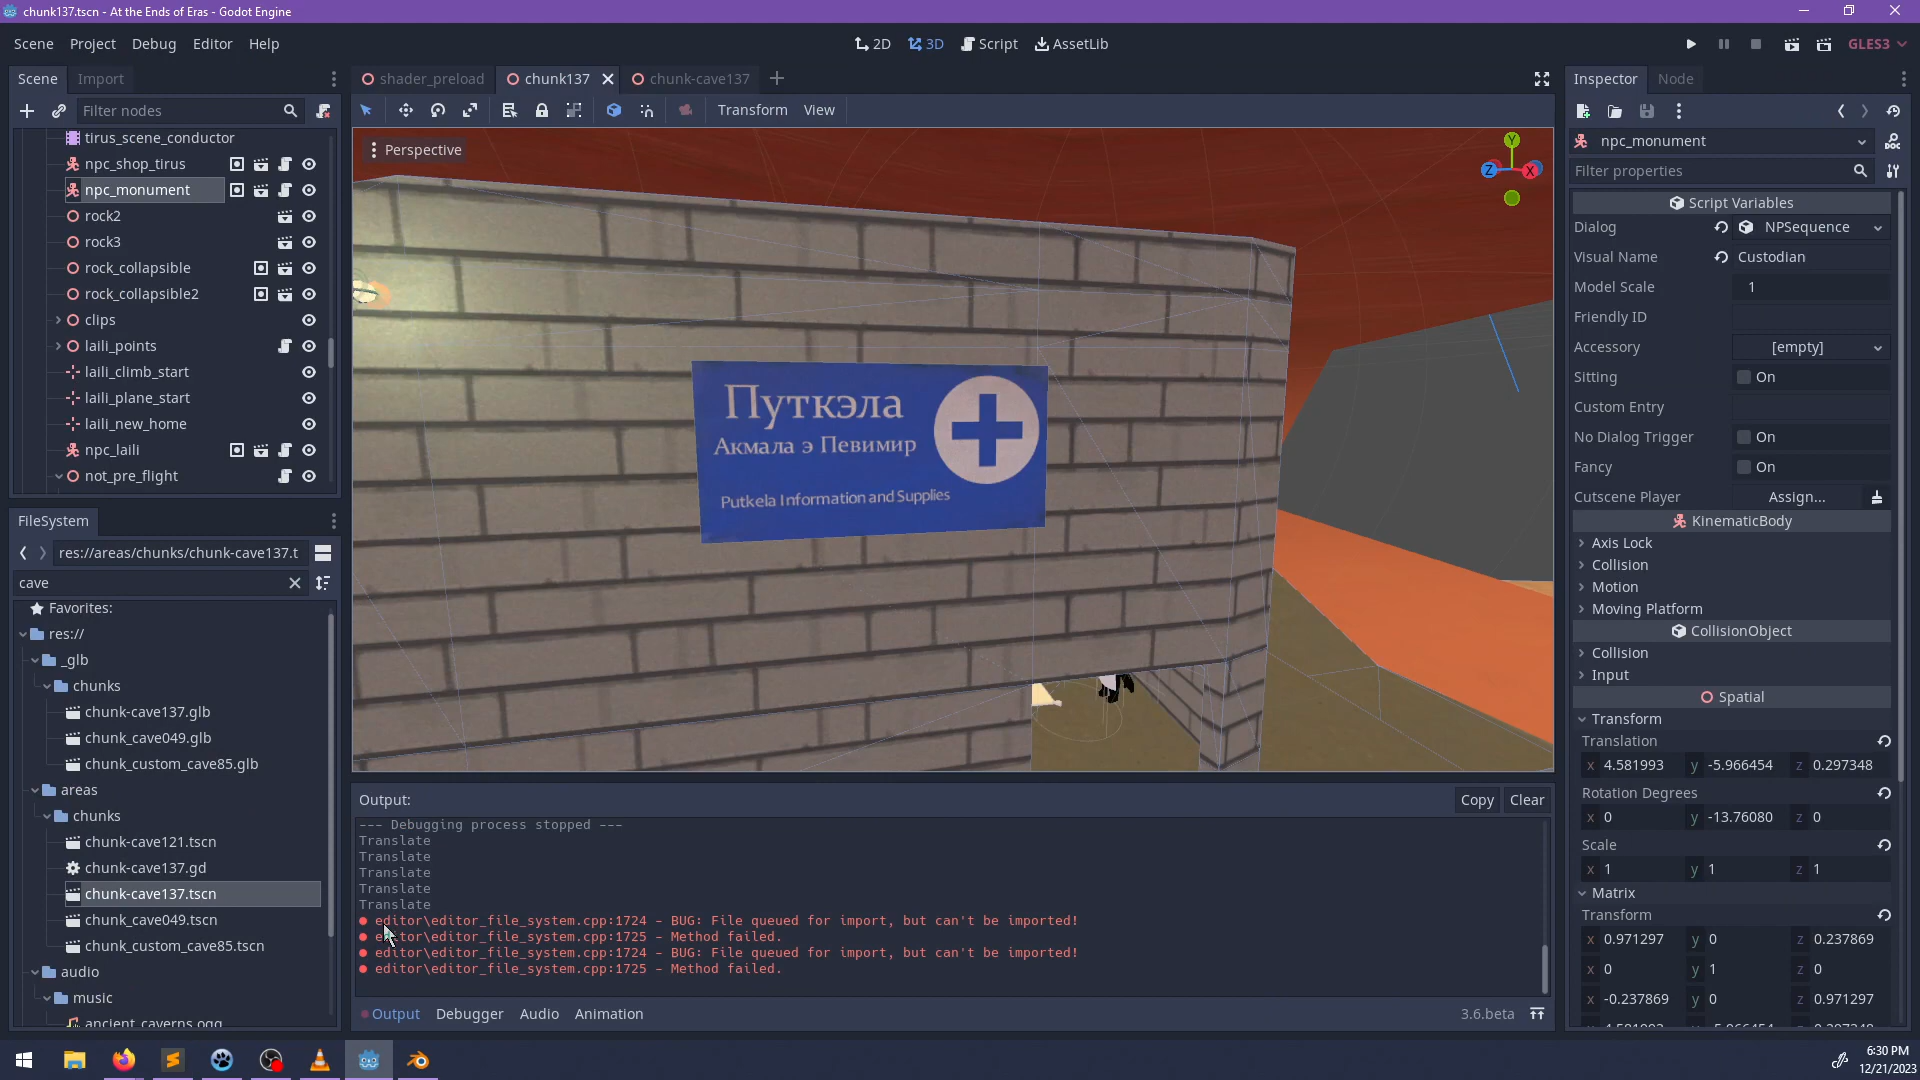 chunk137.tscn - At the Ends of Eras - Godot Engine
Scene Project Debug Editor Help
2D 3D Script AssetLib
GLES3
Scene Import
shader_preload chunk137 chunk-cave137
Inspector Node
Filter nodes
Transform View
tirus_scene_conductor
npc_shop_tirus
npc_monument
rock2
rock3
rock_collapsible
rock_collapsible2
clips
laili_points
laili_climb_start
laili_plane_start
laili_new_home
npc_laili
not_pre_flight
FileSystem
res://areas/chunks/chunk-cave137.t
cave
Favorites:
res://
_glb
chunks
chunk-cave137.glb
chunk_cave049.glb
chunk_custom_cave85.glb
areas
chunks
chunk-cave121.tscn
chunk-cave137.gd
chunk-cave137.tscn
chunk_cave049.tscn
chunk_custom_cave85.tscn
audio
music
ancient_caverns.ogg
Perspective
Y
Z
X
Путкэла
Акмала э Певимир
Putkela Information and Supplies
Output:
Copy Clear
--- Debugging process stopped ---
Translate
Translate
Translate
Translate
Translate
editor\editor_file_system.cpp:1724 - BUG: File queued for import, but can't be imported!
editor\editor_file_system.cpp:1725 - Method failed.
editor\editor_file_system.cpp:1724 - BUG: File queued for import, but can't be imported!
editor\editor_file_system.cpp:1725 - Method failed.
Output Debugger Audio Animation
3.6.beta
npc_monument
Filter properties
Script Variables
Dialog NPSequence
Visual Name Custodian
Model Scale 1
Friendly ID
Accessory [empty]
Sitting On
Custom Entry
No Dialog Trigger On
Fancy On
Cutscene Player Assign...
KinematicBody
Axis Lock
Collision
Motion
Moving Platform
CollisionObject
Collision
Input
Spatial
Transform
Translation
x 4.581993 y -5.966454 z 0.297348
Rotation Degrees
x 0 y -13.76080 z 0
Scale
x 1 y 1 z 1
Matrix
Transform
x 0.971297 y 0 z 0.237869
x 0 y 1 z 0
x -0.237869 y 0 z 0.971297
6:30 PM
12/21/2023